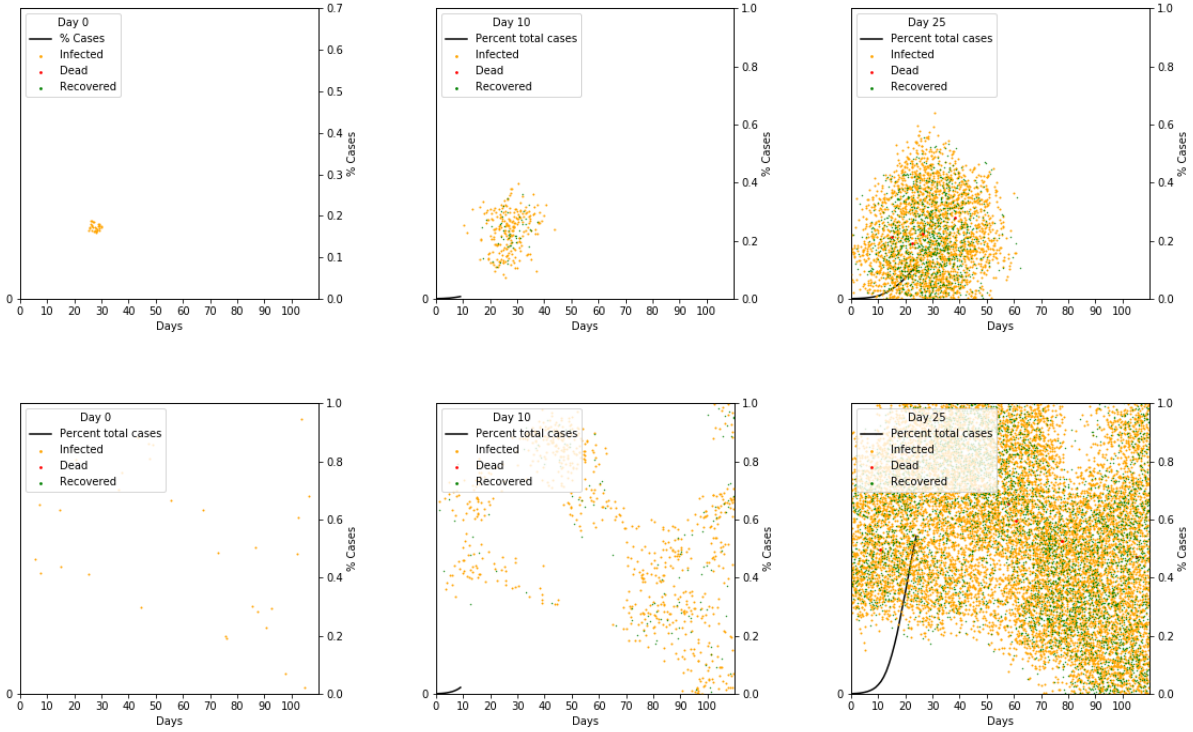 Day 0
% Cases
Infected
Dead
Recovered
0.7
0.6
0.5
0.4
0.3
0.2
0.1
0.0
% Cases
0
0 10 20 30 40 50 60 70 80 90 100
Days
Day 10
Percent total cases
Infected
Dead
Recovered
1.0
0.8
0.6
0.4
0.2
0.0
% Cases
0
0 10 20 30 40 50 60 70 80 90 100
Days
Day 25
Percent total cases
Infected
Dead
Recovered
1.0
0.8
0.6
0.4
0.2
0.0
% Cases
0
0 10 20 30 40 50 60 70 80 90 100
Days
Day 0
Percent total cases
Infected
Dead
Recovered
1.0
0.8
0.6
0.4
0.2
0.0
% Cases
0
0 10 20 30 40 50 60 70 80 90 100
Days
Day 10
Percent total cases
Infected
Dead
Recovered
1.0
0.8
0.6
0.4
0.2
0.0
% Cases
0
0 10 20 30 40 50 60 70 80 90 100
Days
Day 25
Percent total cases
Infected
Dead
Recovered
1.0
0.8
0.6
0.4
0.2
0.0
% Cases
0
0 10 20 30 40 50 60 70 80 90 100
Days